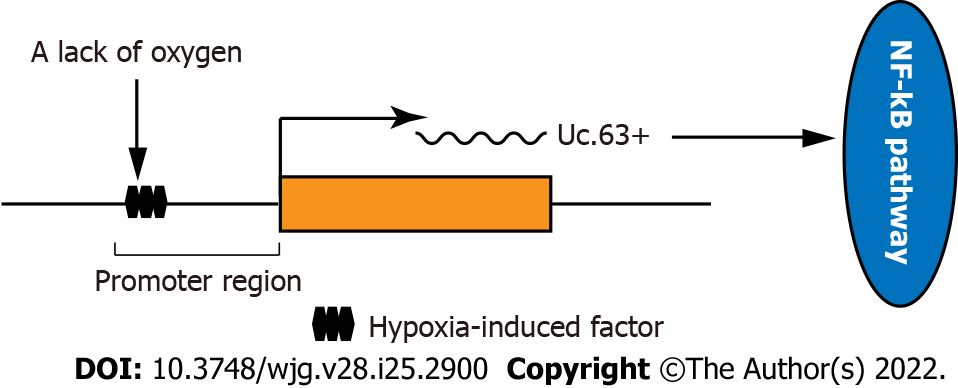 A lack of oxygen
Uc.63+
NF-kB pathway
Promoter region
Hypoxia-induced factor
DOI: 10.3748/wjg.v28.i25.2900 Copyright ©The Author(s) 2022.